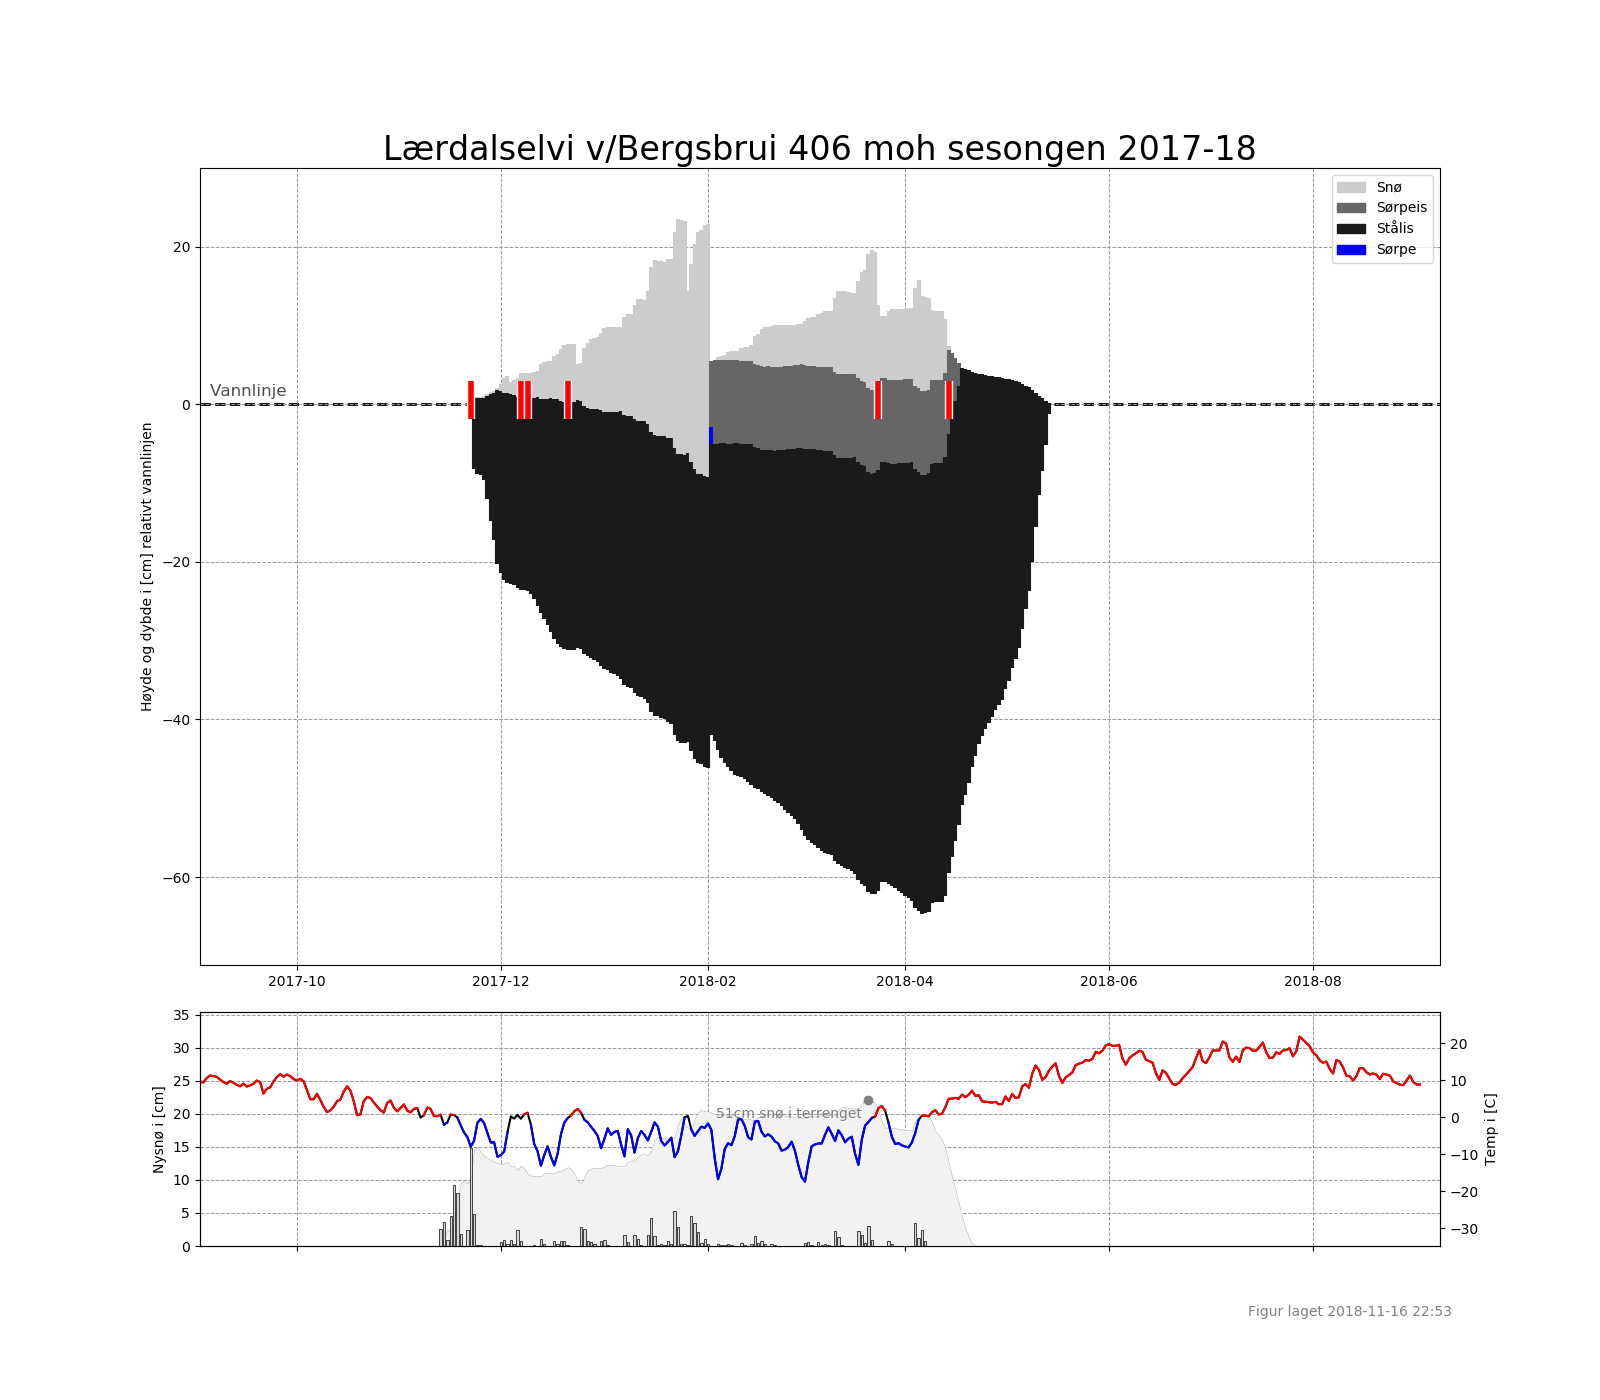 Lærdalselvi v/Bergsbrui 406 moh sesongen 2017-18
Snø
Sørpeis
Stålis
Sørpe
20
0
−20
−40
−60
Vannlinje
Høyde og dybde i [cm] relativt vannlinjen
2017-10
2017-12
2018-02
2018-04
2018-06
2018-08
35
30
25
20
15
10
5
0
Nysnø i [cm]
51cm snø i terrenget
20
10
0
−10
−20
−30
Temp i [C]
Figur laget 2018-11-16 22:53